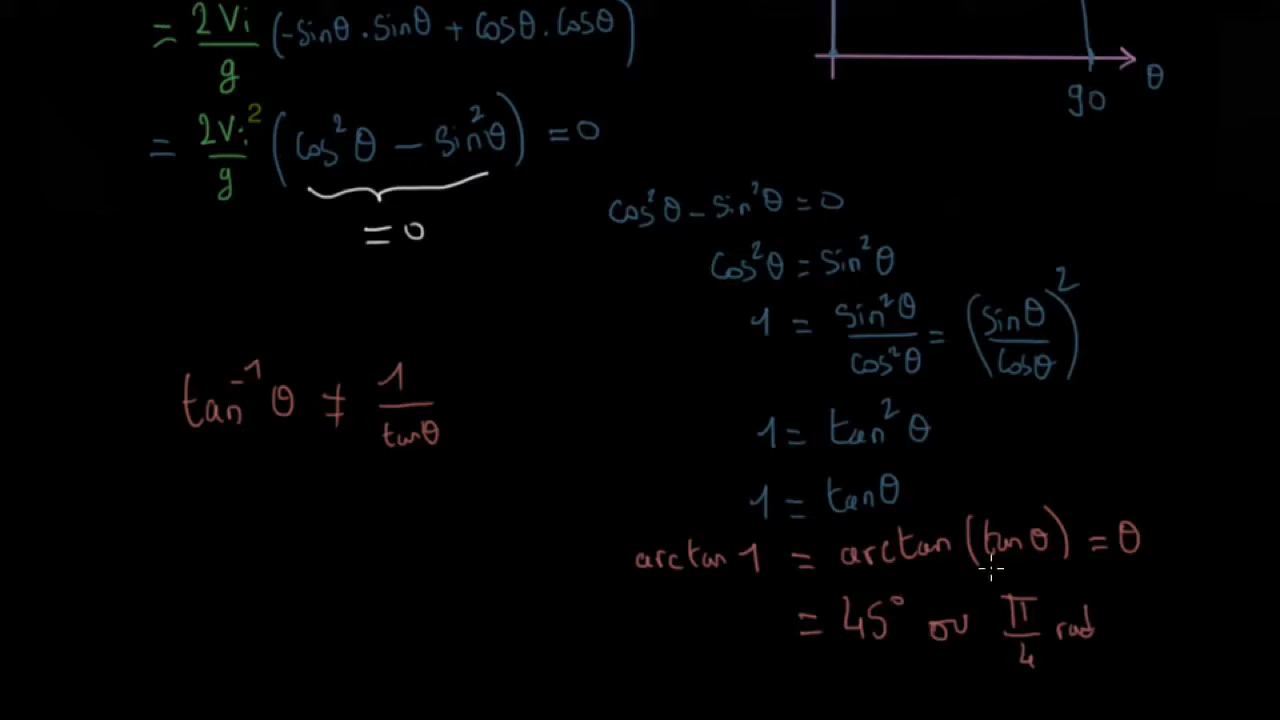 = 2Vi/g (-sinθ·sinθ + cosθ·cosθ)
= 2Vi²/g (cos²θ − sin²θ) = 0
= 0
θ
90
cos²θ − sin²θ = 0
cos²θ = sin²θ
1 = sin²θ/cos²θ = (sinθ/cosθ)²
tan⁻¹θ ≠ 1/tanθ
1 = tan²θ
1 = tanθ
arctan 1 = arctan (tanθ) = θ
= 45° ou π/4 rad